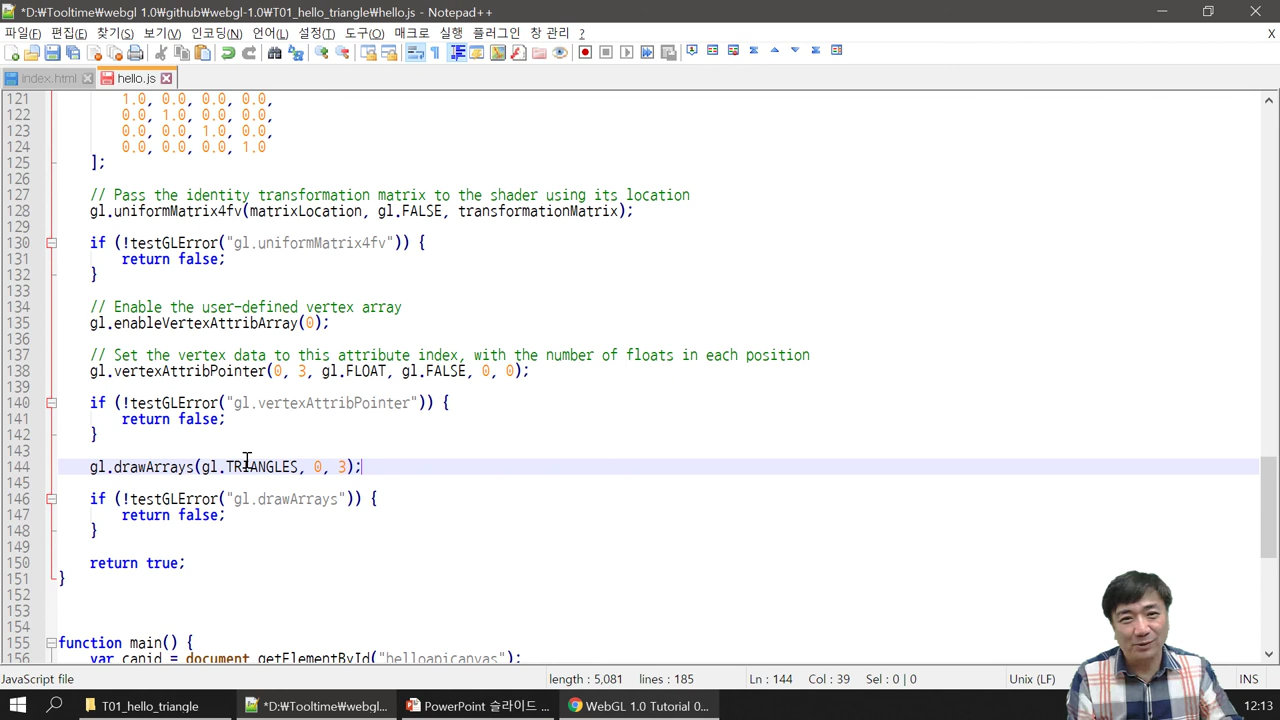 *D:₩Tooltime₩webgl 1.0₩github₩webgl-1.0₩T01_hello_triangle₩hello.js - Notepad++
파일(F) 편집(E) 찾기(S) 보기(V) 인코딩(N) 언어(L) 설정(T) 도구(O) 매크로 실행 플러그인 창 관리 ? X
index.html hello.js
121 1.0, 0.0, 0.0, 0.0,
122 0.0, 1.0, 0.0, 0.0,
123 0.0, 0.0, 1.0, 0.0,
124 0.0, 0.0, 0.0, 1.0
125 ];
126
127 // Pass the identity transformation matrix to the shader using its location
128 gl.uniformMatrix4fv(matrixLocation, gl.FALSE, transformationMatrix);
129
130 if (!testGLError("gl.uniformMatrix4fv")) {
131 return false;
132 }
133
134 // Enable the user-defined vertex array
135 gl.enableVertexAttribArray(0);
136
137 // Set the vertex data to this attribute index, with the number of floats in each position
138 gl.vertexAttribPointer(0, 3, gl.FLOAT, gl.FALSE, 0, 0);
139
140 if (!testGLError("gl.vertexAttribPointer")) {
141 return false;
142 }
143
144 gl.drawArrays(gl.TRIANGLES, 0, 3);
145
146 if (!testGLError("gl.drawArrays")) {
147 return false;
148 }
149
150 return true;
151 }
152
153
154
155 function main() {
156 var canid = document.getElementById("helloapicanvas");
JavaScript file length : 5,081 lines : 185 Ln : 144 Col : 39 Sel : 0 | 0 Unix (LF) UTF-8 INS
T01_hello_triangle *D:₩Tooltime₩webgl... PowerPoint 슬라이드 ... WebGL 1.0 Tutorial 0... 12:13